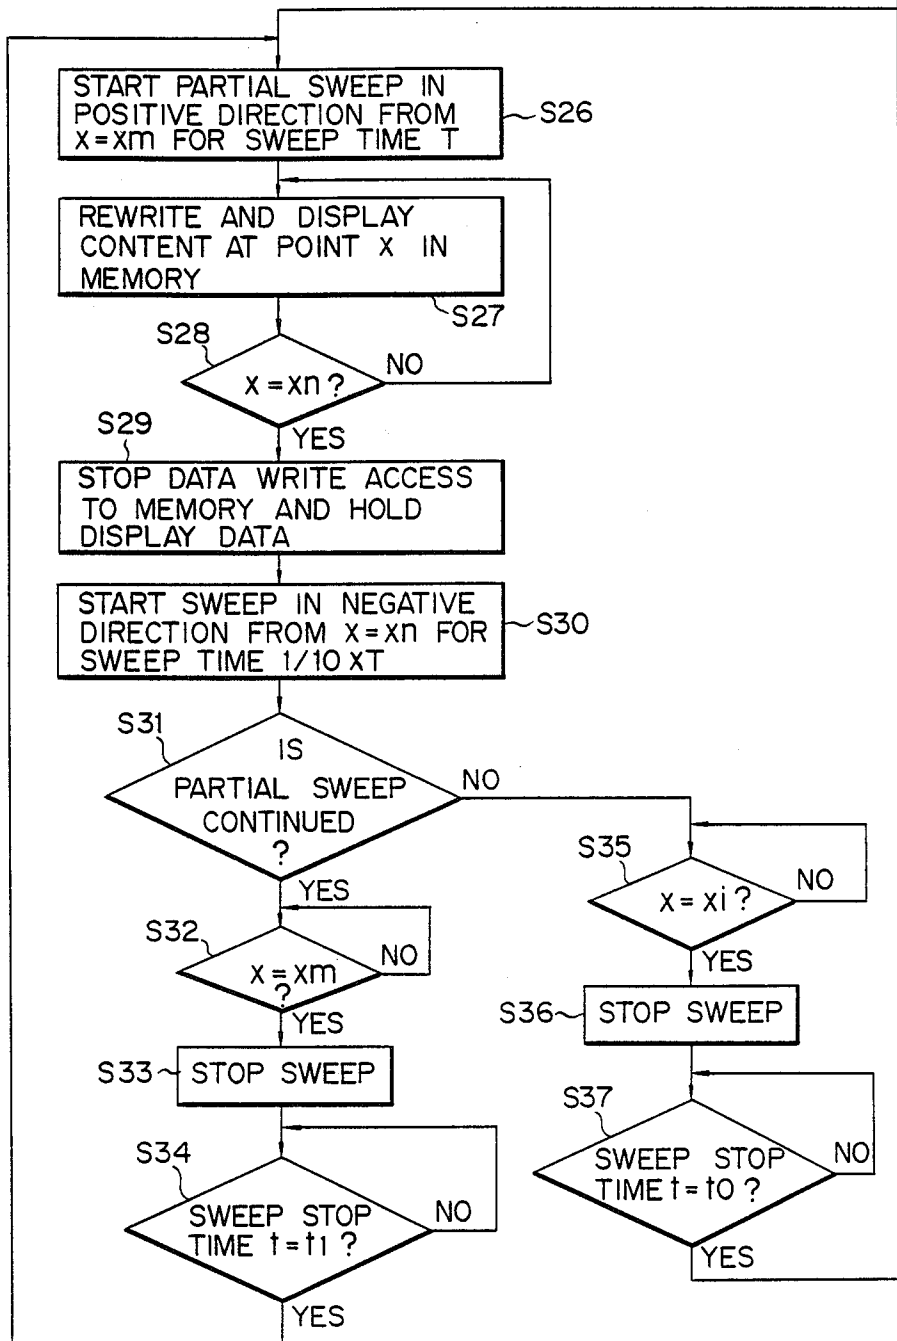 START PARTIAL SWEEP IN
POSITIVE DIRECTION FROM
x=xm FOR SWEEP TIME T
S26
REWRITE AND DISPLAY
CONTENT AT POINT x IN
MEMORY
S27
S28
x=xn?
NO
YES
S29
STOP DATA WRITE ACCESS
TO MEMORY AND HOLD
DISPLAY DATA
START SWEEP IN NEGATIVE
DIRECTION FROM x=xn FOR
SWEEP TIME 1/10 xT
S30
S31
IS
PARTIAL SWEEP
CONTINUED
?
NO
YES
S32
x=xm
?
NO
YES
S33
STOP SWEEP
S34
SWEEP STOP
TIME t=t1?
NO
YES
S35
x=xi?
NO
YES
S36
STOP SWEEP
S37
SWEEP STOP
TIME t=t0?
NO
YES